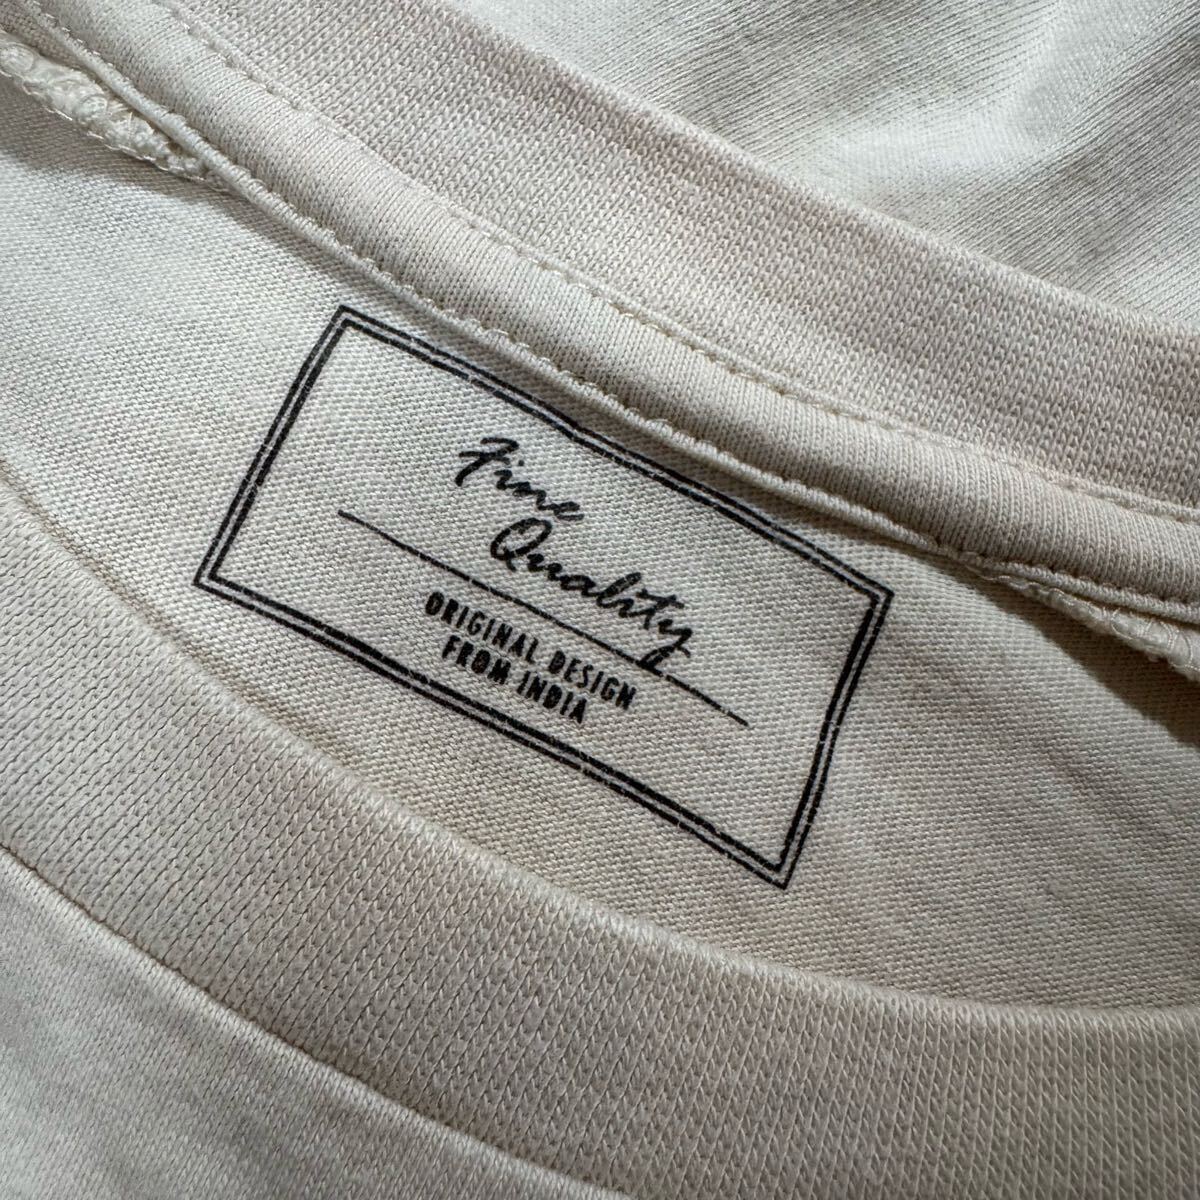 Fine
Quality
ORIGINAL DESIGN
FROM INDIA